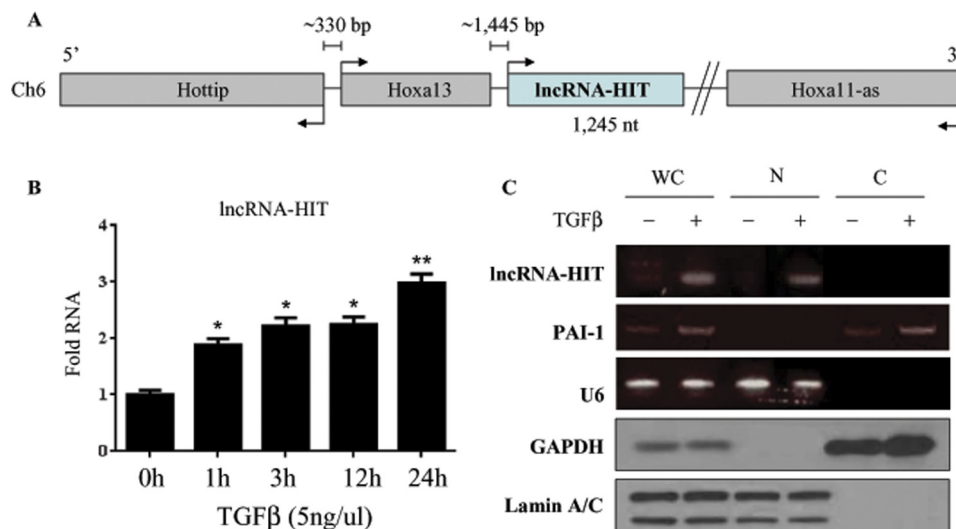 A
~330 bp
~1,445 bp
5’
3
Ch6
Hottip
Hoxa13
lncRNA-HIT
Hoxa11-as
1,245 nt
B
lncRNA-HIT
Fold RNA
4
3
2
1
0
*
*
*
**
0h
1h
3h
12h
24h
TGFβ (5ng/ul)
C
WC
N
C
TGFβ
−
+
−
+
−
+
lncRNA-HIT
PAI-1
U6
GAPDH
Lamin A/C